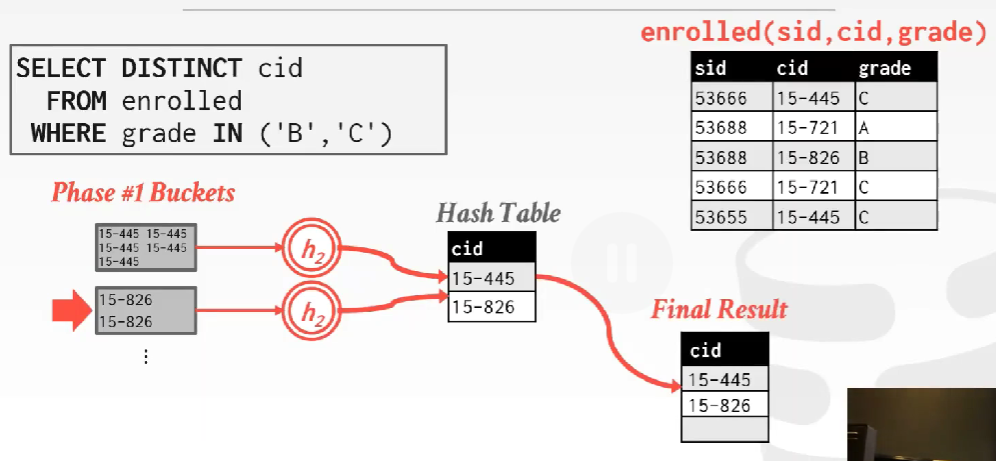 enrolled(sid,cid,grade)
SELECT DISTINCT cid
FROM enrolled
WHERE grade IN ('B','C')
sid cid grade
53666 15-445 C
53688 15-721 A
53688 15-826 B
53666 15-721 C
53655 15-445 C
Phase #1 Buckets
15-445 15-445
15-445 15-445
15-445
h2
15-826
15-826
h2
⋮
Hash Table
cid
15-445
15-826
Final Result
cid
15-445
15-826